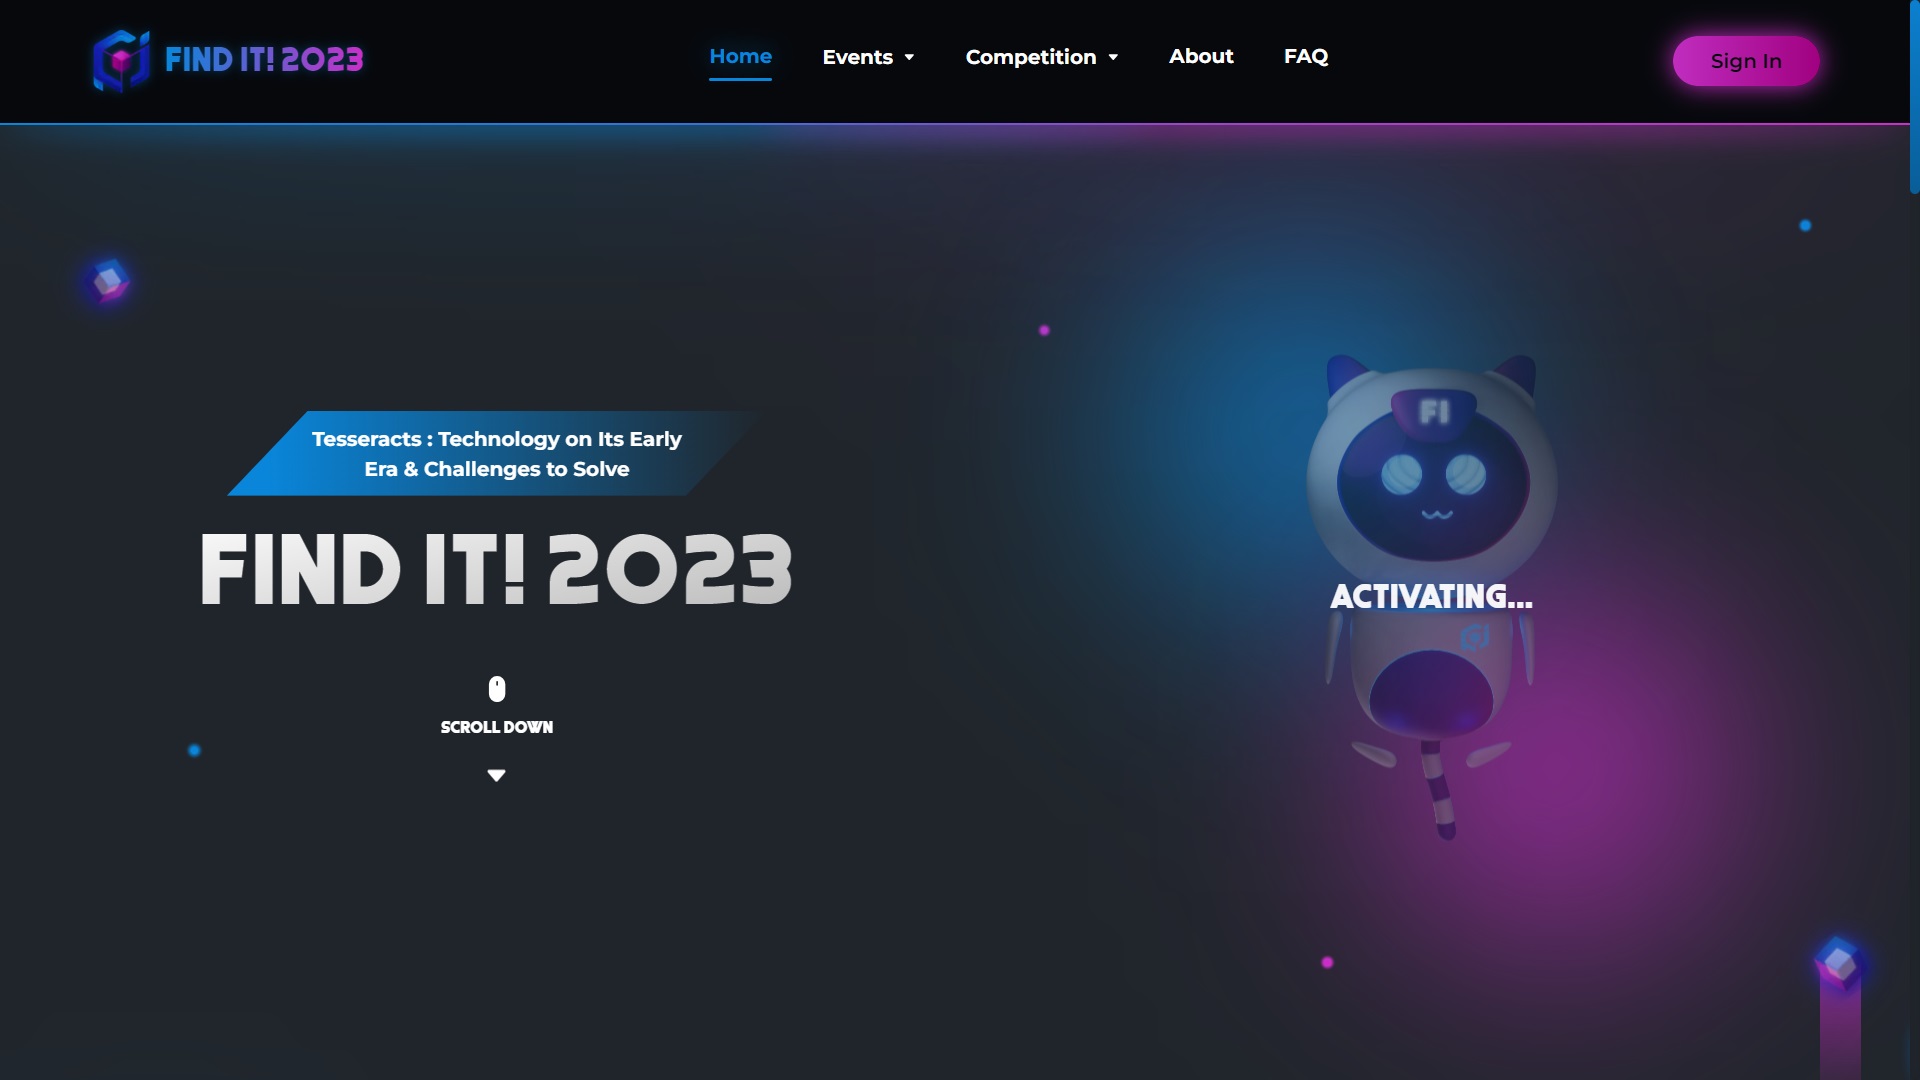 FIND IT! 2023
Home
Events
Competition
About
FAQ
Sign In
Tesseracts : Technology on Its Early
Era & Challenges to Solve
FIND IT! 2023
SCROLL DOWN
FI
ACTIVATING...